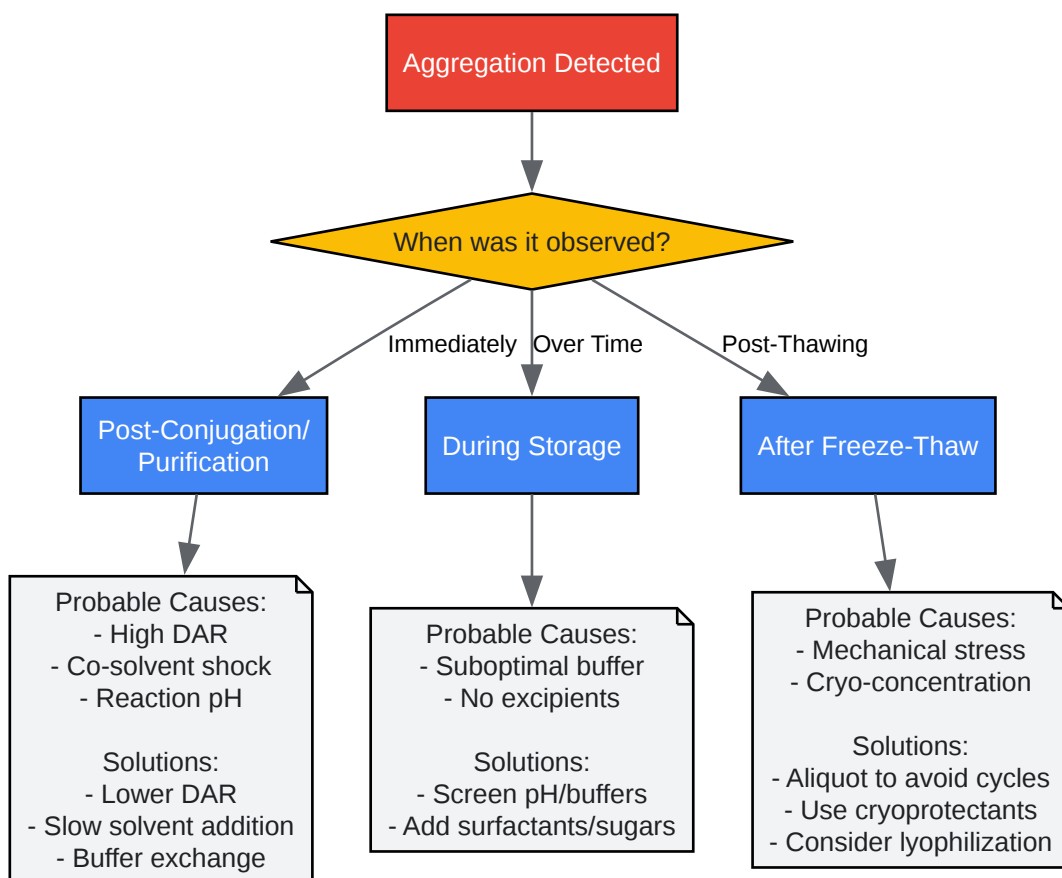 Aggregation Detected
When was it observed?
Immediately
Over Time
Post-Thawing
Post-Conjugation/
Purification
During Storage
After Freeze-Thaw
Probable Causes:
- High DAR
- Co-solvent shock
- Reaction pH
Solutions:
- Lower DAR
- Slow solvent addition
- Buffer exchange
Probable Causes:
- Suboptimal buffer
- No excipients
Solutions:
- Screen pH/buffers
- Add surfactants/sugars
Probable Causes:
- Mechanical stress
- Cryo-concentration
Solutions:
- Aliquot to avoid cycles
- Use cryoprotectants
- Consider lyophilization